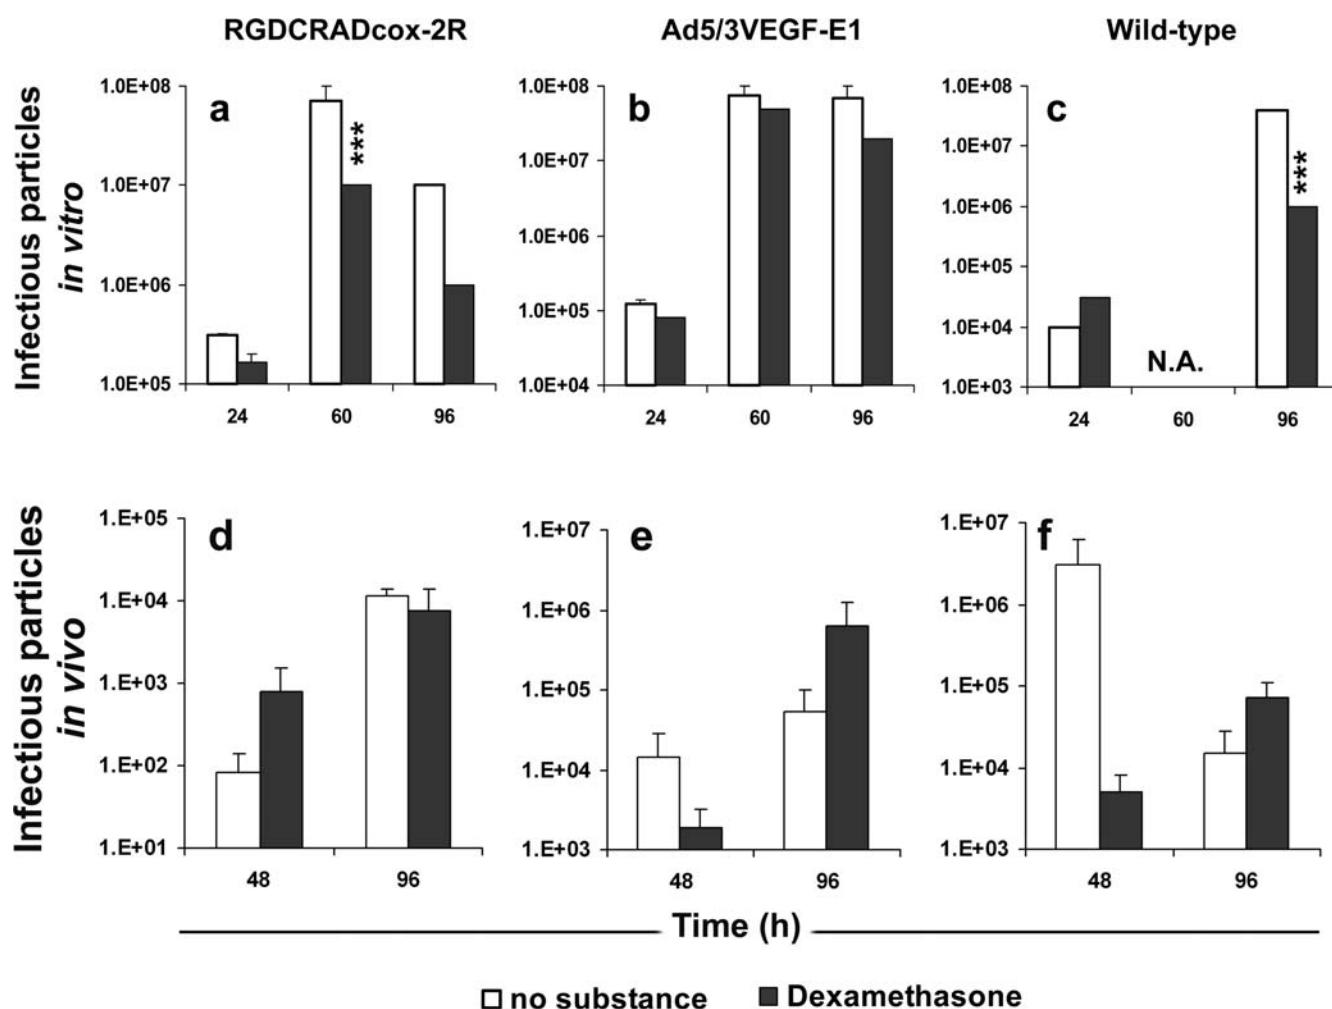 RGDCRADcox-2R
Ad5/3VEGF-E1
Wild-type
Infectious particles
in vitro
a
1.0E+08
1.0E+07
1.0E+06
1.0E+05
***
24
60
96
b
1.0E+08
1.0E+07
1.0E+06
1.0E+05
1.0E+04
24
60
96
c
1.0E+08
1.0E+07
1.0E+06
1.0E+05
1.0E+04
1.0E+03
N.A.
***
24
60
96
Infectious particles
in vivo
d
1.E+05
1.E+04
1.E+03
1.E+02
1.E+01
48
96
e
1.E+07
1.E+06
1.E+05
1.E+04
1.E+03
48
96
f
1.E+07
1.E+06
1.E+05
1.E+04
1.E+03
48
96
Time (h)
no substance
Dexamethasone